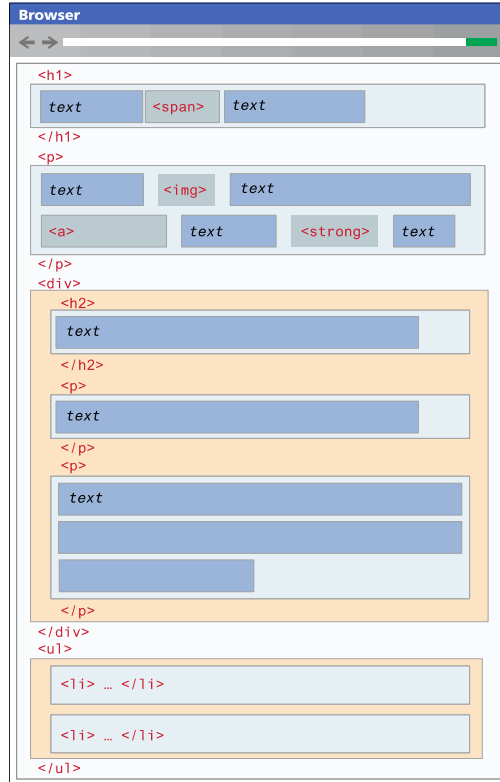 Browser
<h1>
text <span> text
</h1>
<p>
text <img> text
<a> text <strong> text
</p>
<div>
<h2>
text
</h2>
<p>
text
</p>
<p>
text
</p>
</div>
<ul>
<li> … </li>
<li> … </li>
</ul>